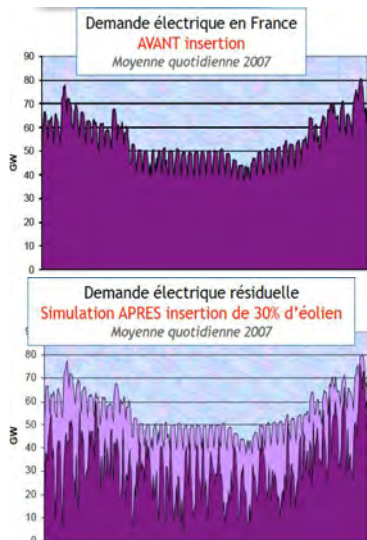 Demande électrique en France
AVANT insertion
Moyenne quotidienne 2007
90
80
70
60
50
40
30
20
10
0
GW
Demande électrique résiduelle
Simulation APRES insertion de 30% d'éolien
Moyenne quotidienne 2007
80
70
60
50
40
30
20
10
0
GW